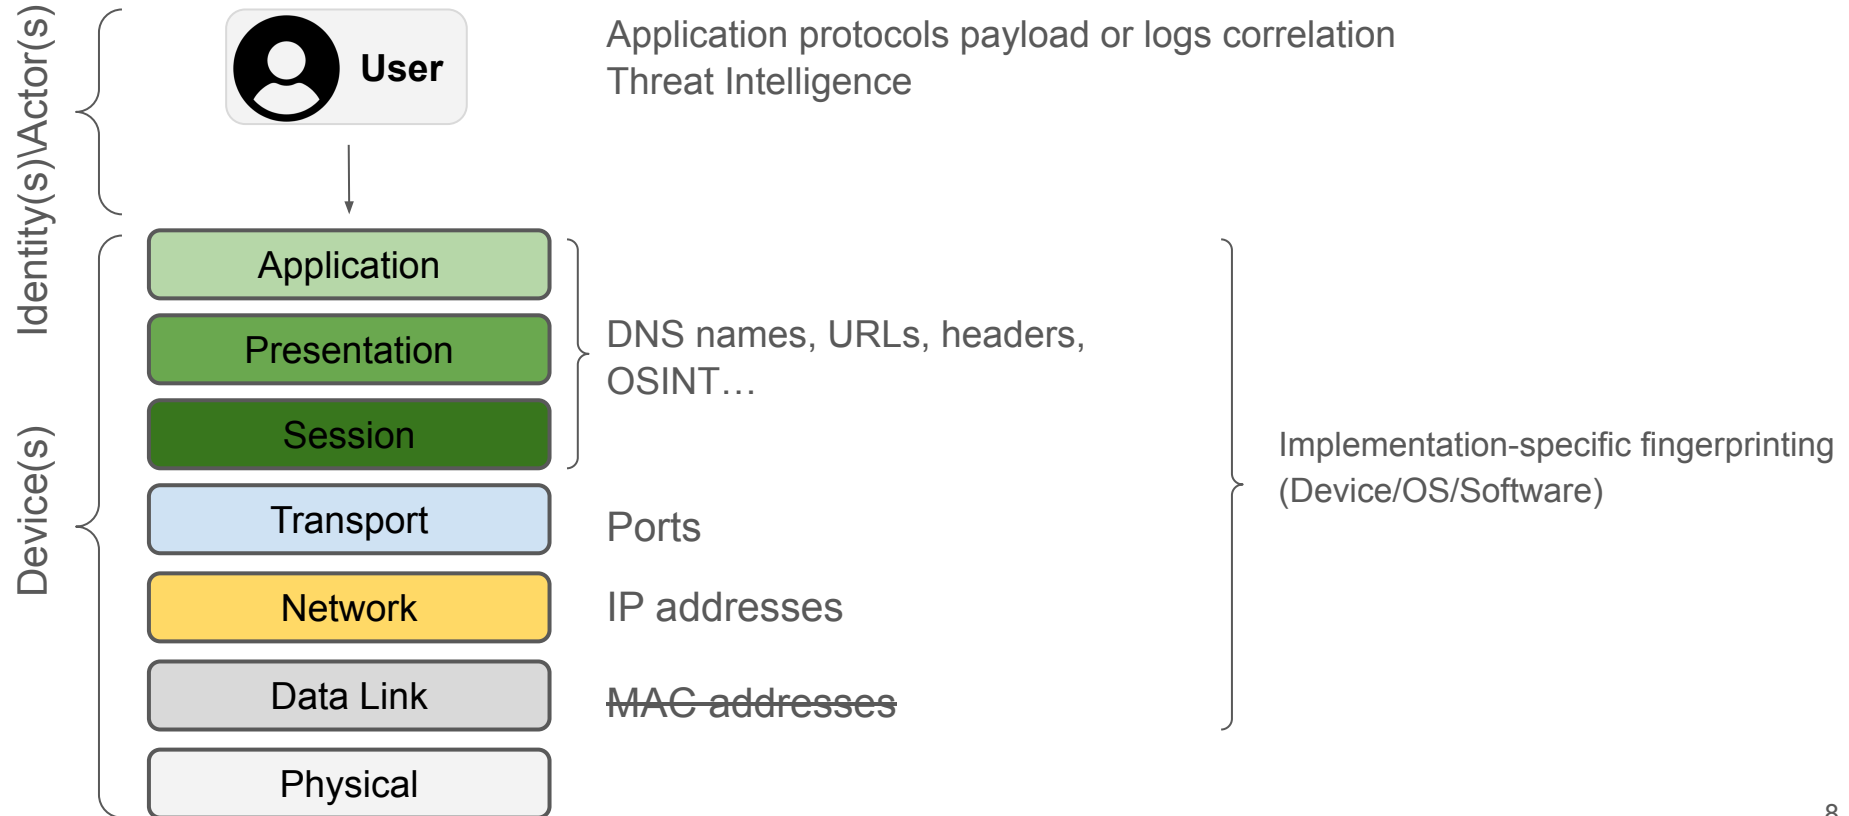 Identity(s)\Actor(s)
User
Application protocols payload or logs correlation
Threat Intelligence
Device(s)
Application
Presentation
Session
DNS names, URLs, headers,
OSINT…
Transport
Ports
Network
IP addresses
Data Link
MAC addresses
Physical
Implementation-specific fingerprinting
(Device/OS/Software)
8